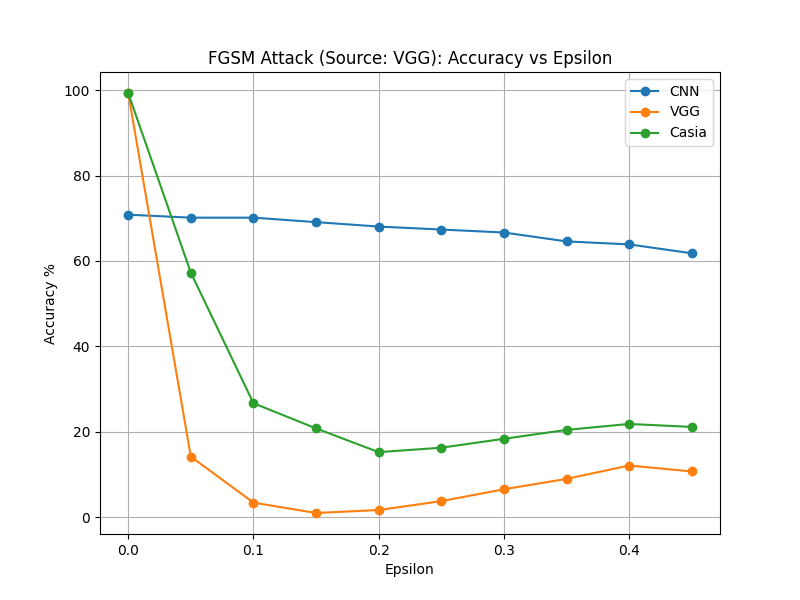 FGSM Attack (Source: VGG): Accuracy vs Epsilon
CNN
VGG
Casia
100
80
60
40
20
0
Accuracy %
0.0 0.1 0.2 0.3 0.4
Epsilon